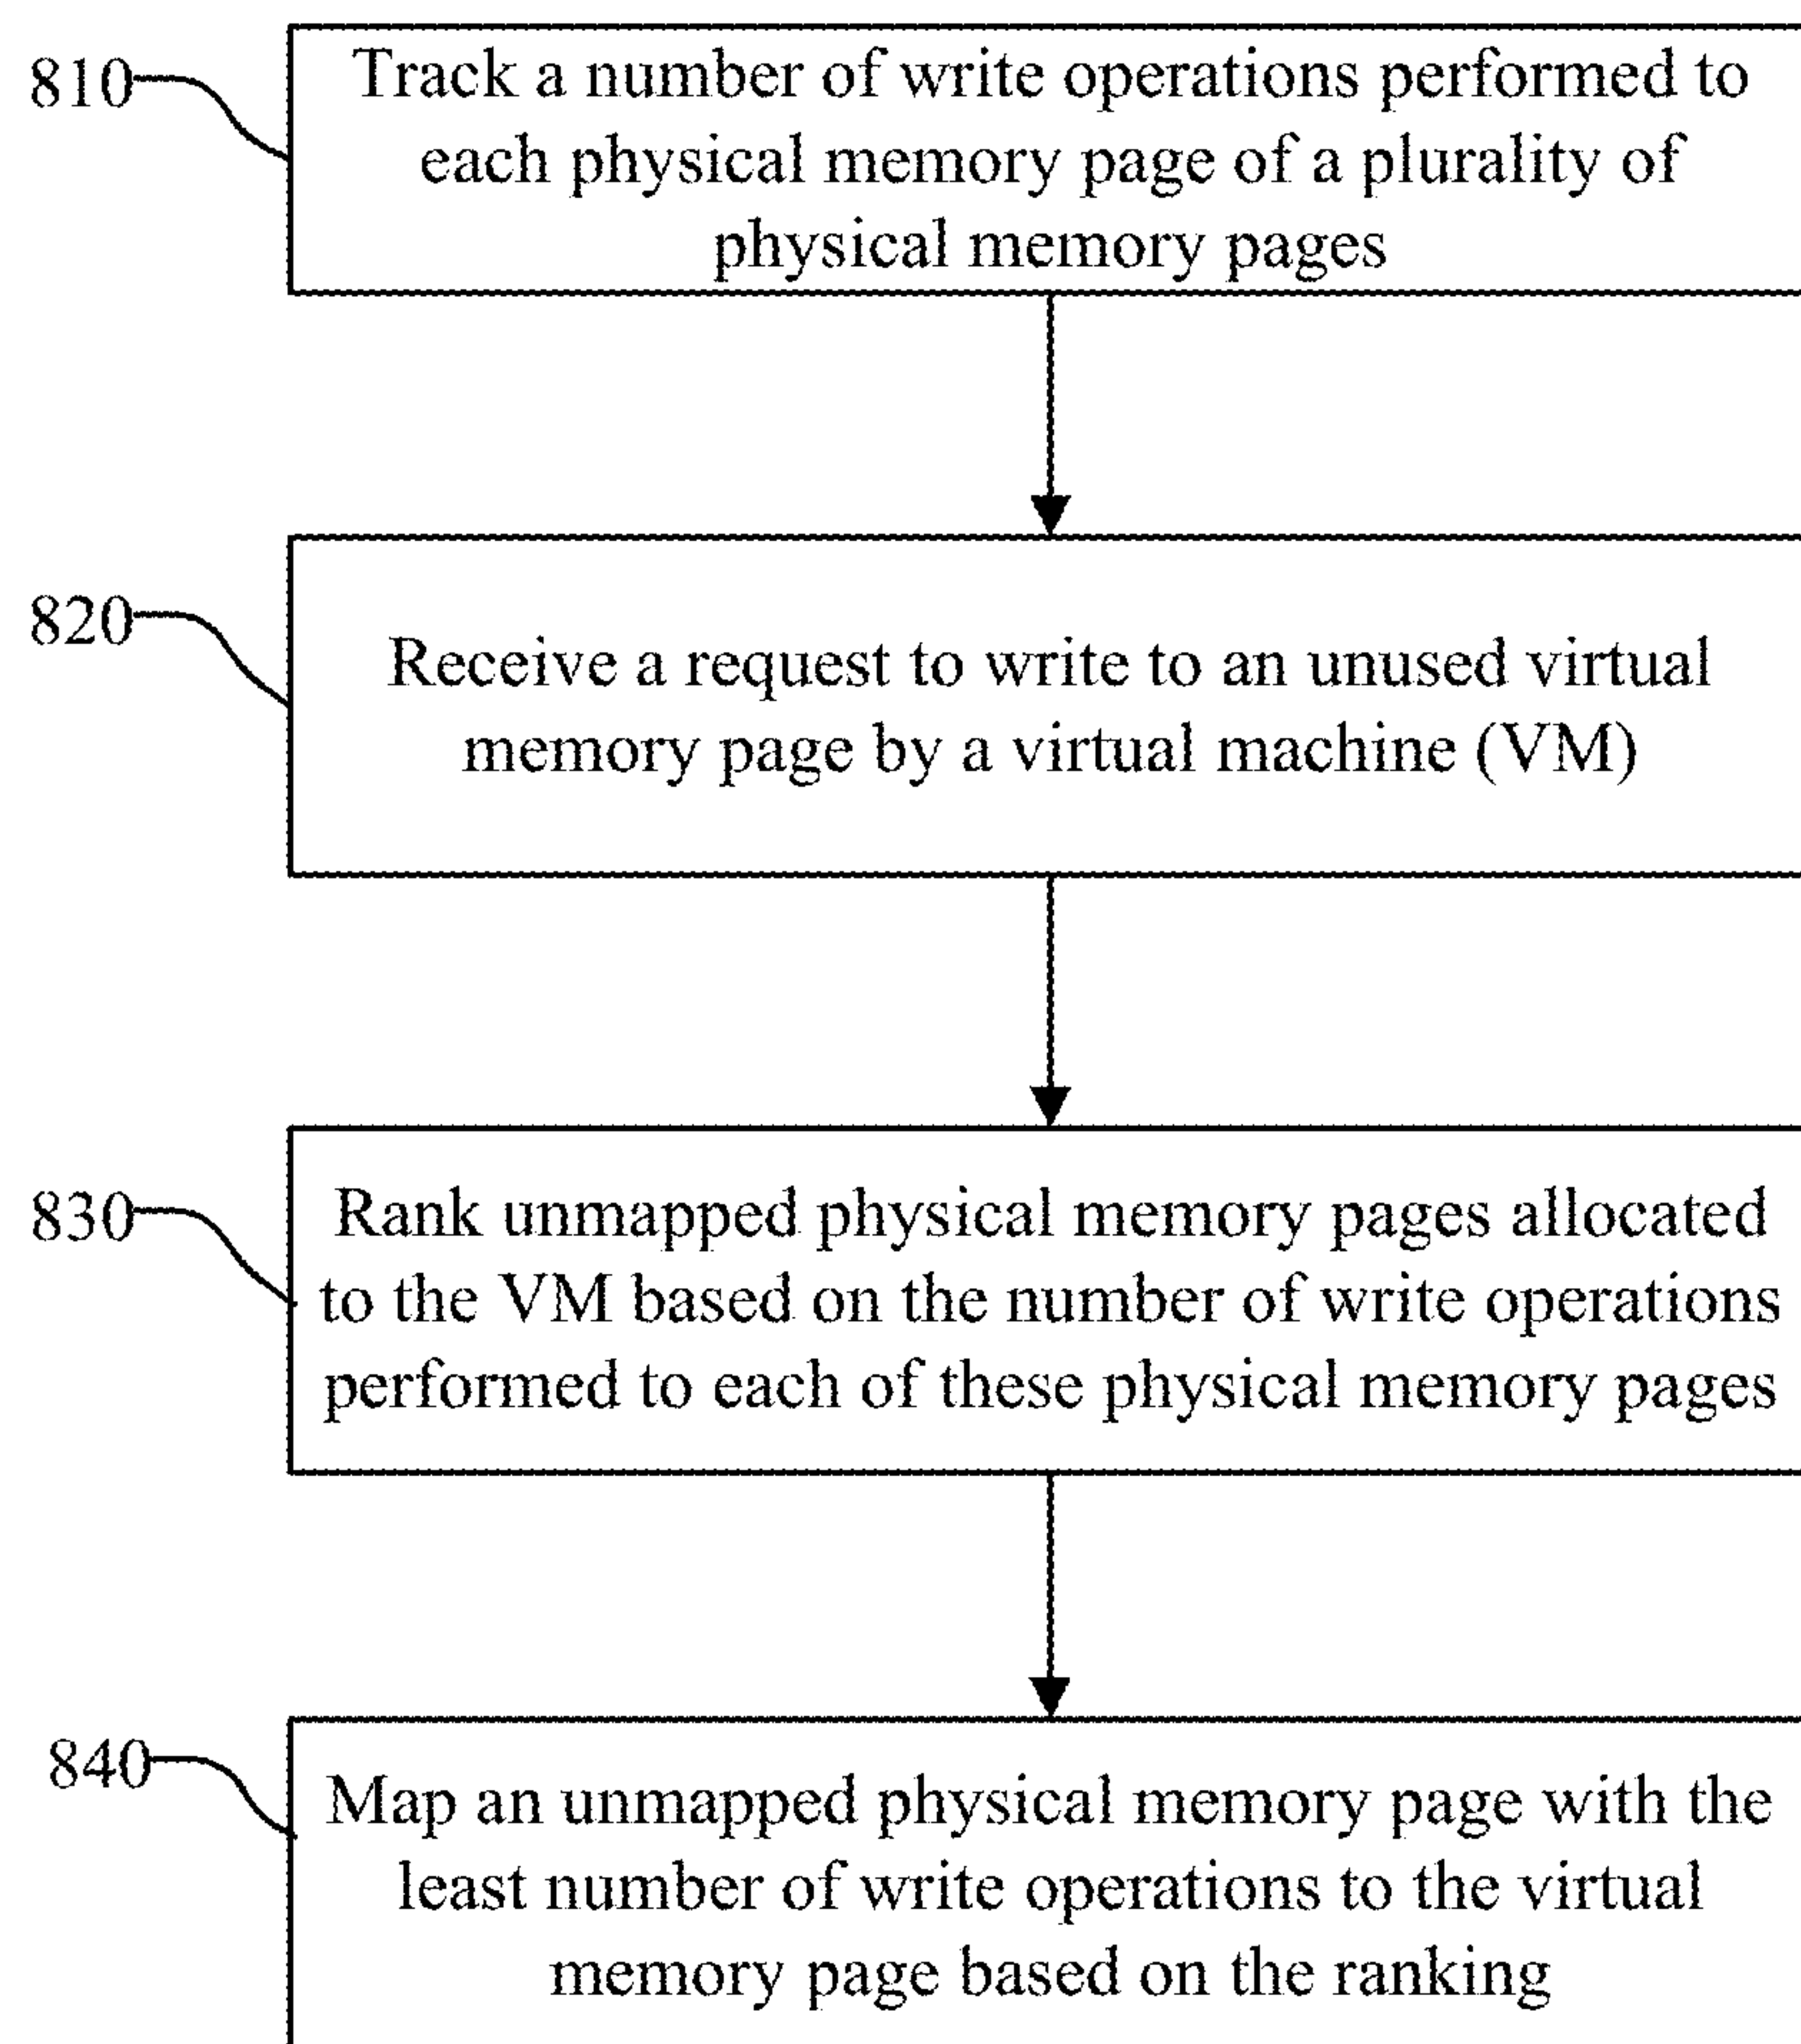 810
Track a number of write operations performed to
each physical memory page of a plurality of
physical memory pages
820
Receive a request to write to an unused virtual
memory page by a virtual machine (VM)
830
Rank unmapped physical memory pages allocated
to the VM based on the number of write operations
performed to each of these physical memory pages
840
Map an unmapped physical memory page with the
least number of write operations to the virtual
memory page based on the ranking